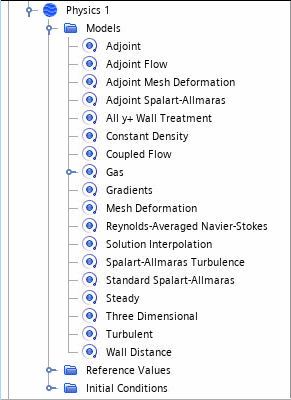 Physics 1
Models
Adjoint
Adjoint Flow
Adjoint Mesh Deformation
Adjoint Spalart-Allmaras
All y+ Wall Treatment
Constant Density
Coupled Flow
Gas
Gradients
Mesh Deformation
Reynolds-Averaged Navier-Stokes
Solution Interpolation
Spalart-Allmaras Turbulence
Standard Spalart-Allmaras
Steady
Three Dimensional
Turbulent
Wall Distance
Reference Values
Initial Conditions